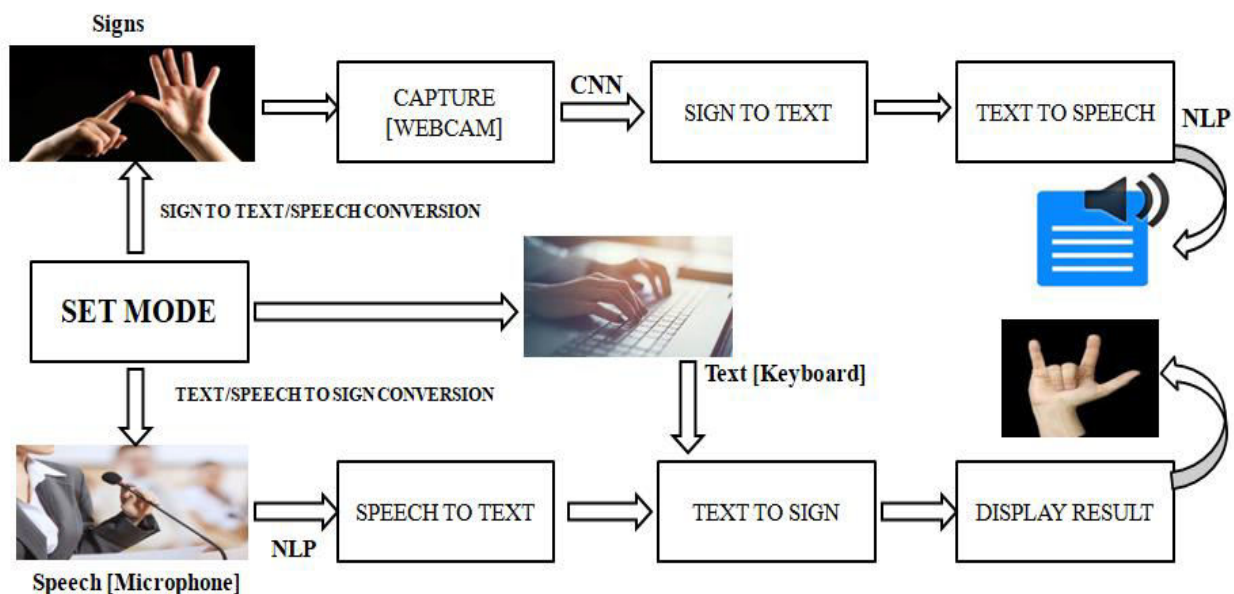 Signs
CAPTURE
[WEBCAM]
CNN
SIGN TO TEXT
TEXT TO SPEECH
NLP
SIGN TO TEXT/SPEECH CONVERSION
SET MODE
Text [Keyboard]
TEXT/SPEECH TO SIGN CONVERSION
SPEECH TO TEXT
TEXT TO SIGN
DISPLAY RESULT
NLP
Speech [Microphone]